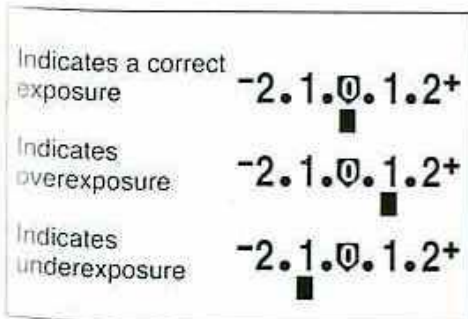 Indicates a correct
exposure
-2.1.0.1.2+
Indicates
overexposure
-2.1.0.1.2+
Indicates
underexposure
-2.1.0.1.2+